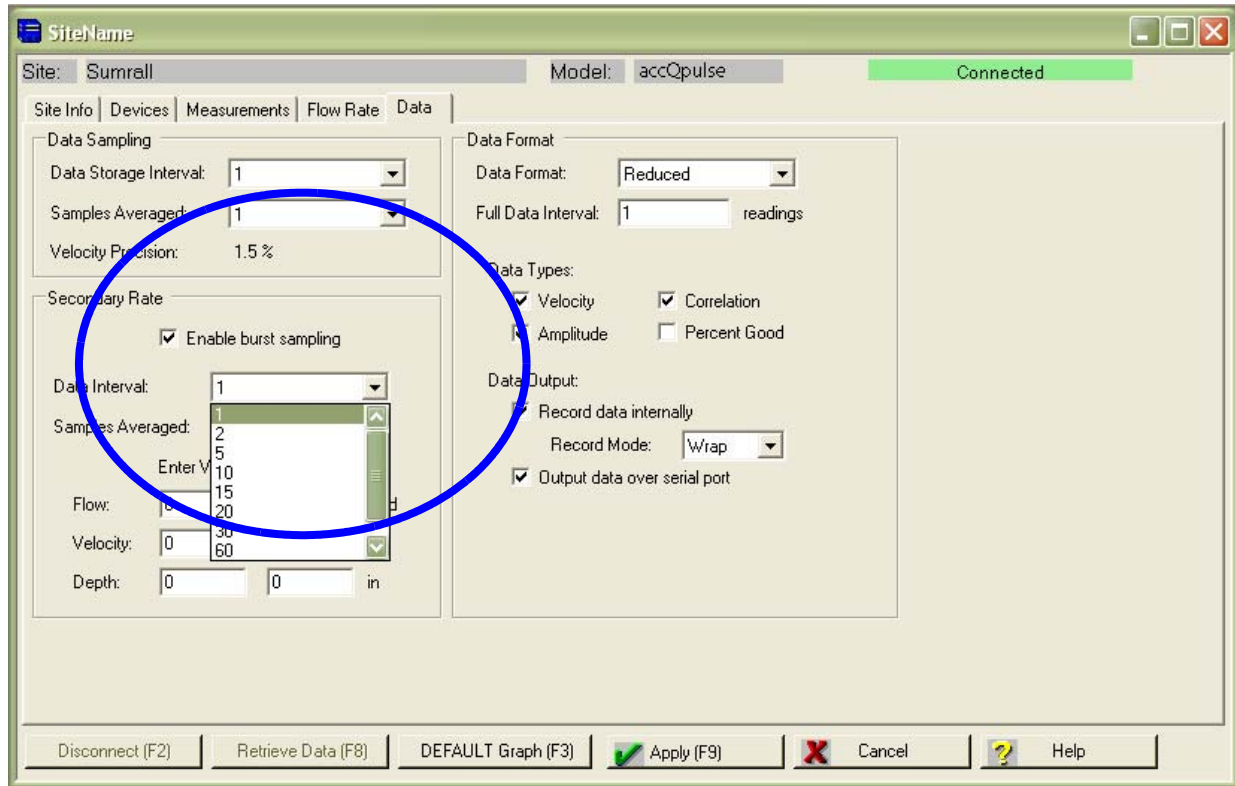 SiteName
Site: Sumrall Model: accQpulse Connected
Site Info Devices Measurements Flow Rate Data
Data Sampling
Data Storage Interval: 1
Samples Averaged: 1
Velocity Precision: 1.5 %
Secondary Rate
Enable burst sampling
Data Interval: 1
1
2
5
10
15
20
30
60
Samples Averaged:
Enter V
Flow: 0
Velocity: 0
Depth: 0 0 in
Data Format
Data Format: Reduced
Full Data Interval: 1 readings
Data Types:
Velocity Correlation
Amplitude Percent Good
Data Output:
Record data internally
Record Mode: Wrap
Output data over serial port
Disconnect (F2) Retrieve Data (F8) DEFAULT Graph (F3) Apply (F9) Cancel Help